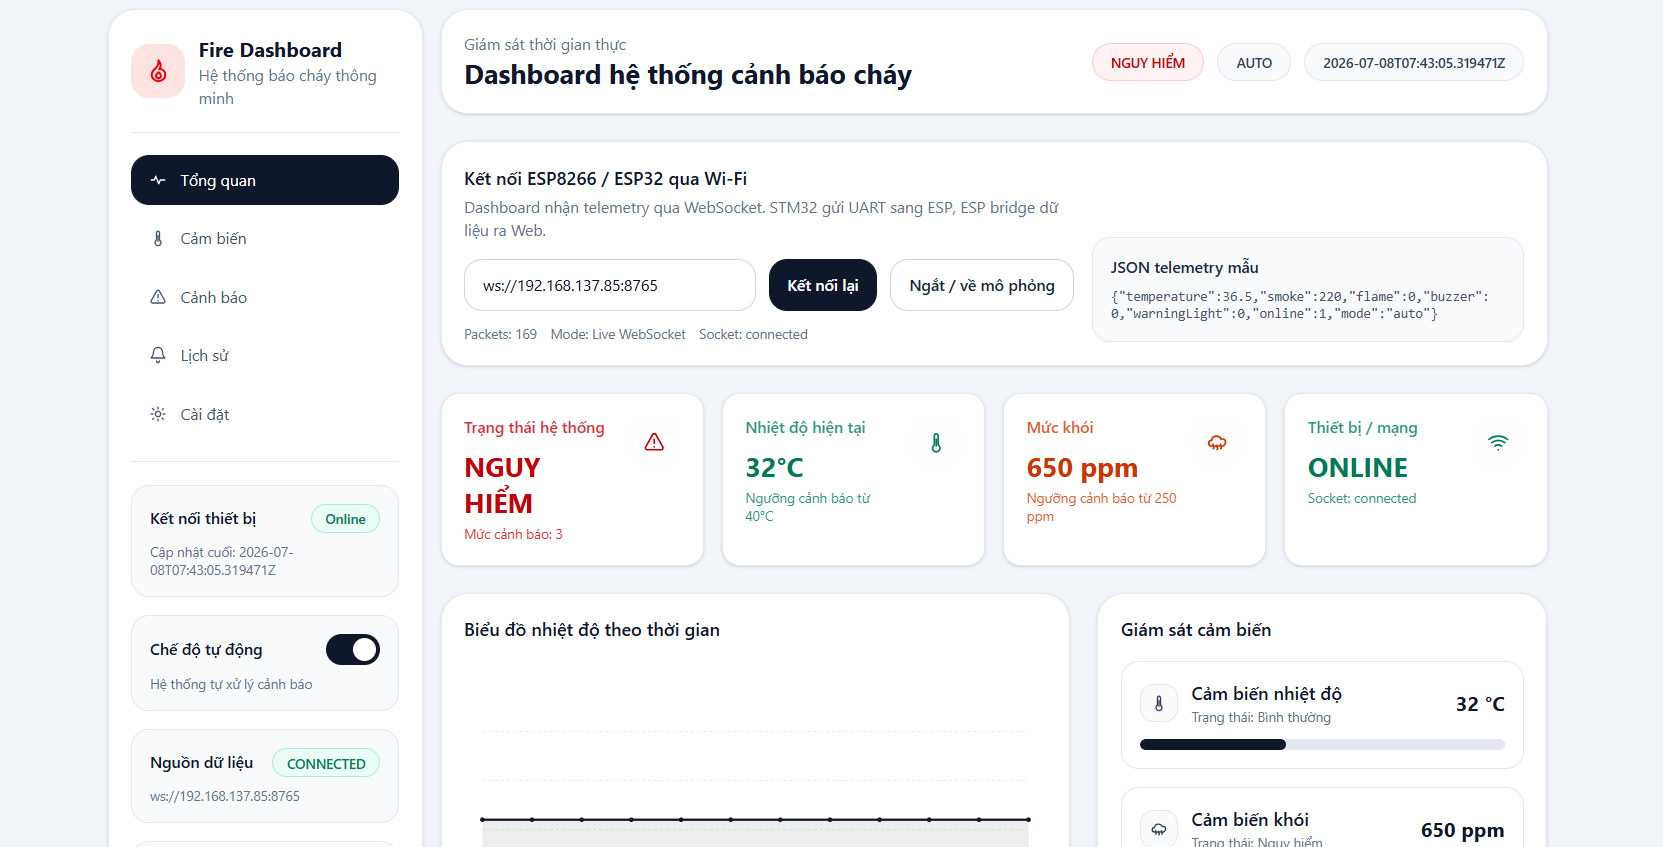 Fire Dashboard
Hệ thống báo cháy thông
minh
Tổng quan
Cảm biến
Cảnh báo
Lịch sử
Cài đặt
Kết nối thiết bị
Online
Cập nhật cuối: 2026-07-
08T07:43:05.319471Z
Chế độ tự động
Hệ thống tự xử lý cảnh báo
Nguồn dữ liệu
CONNECTED
ws://192.168.137.85:8765
Giám sát thời gian thực
Dashboard hệ thống cảnh báo cháy
NGUY HIỂM
AUTO
2026-07-08T07:43:05.319471Z
Kết nối ESP8266 / ESP32 qua Wi-Fi
Dashboard nhận telemetry qua WebSocket. STM32 gửi UART sang ESP, ESP bridge dữ
liệu ra Web.
ws://192.168.137.85:8765
Kết nối lại
Ngắt / về mô phỏng
Packets: 169 Mode: Live WebSocket Socket: connected
JSON telemetry mẫu
{"temperature":36.5,"smoke":220,"flame":0,"buzzer":
0,"warningLight":0,"online":1,"mode":"auto"}
Trạng thái hệ thống
NGUY
HIỂM
Mức cảnh báo: 3
Nhiệt độ hiện tại
32°C
Ngưỡng cảnh báo từ
40°C
Mức khói
650 ppm
Ngưỡng cảnh báo từ 250
ppm
Thiết bị / mạng
ONLINE
Socket: connected
Biểu đồ nhiệt độ theo thời gian
Giám sát cảm biến
Cảm biến nhiệt độ
Trạng thái: Bình thường
32 °C
Cảm biến khói
Trạng thái: Nguy hiểm
650 ppm